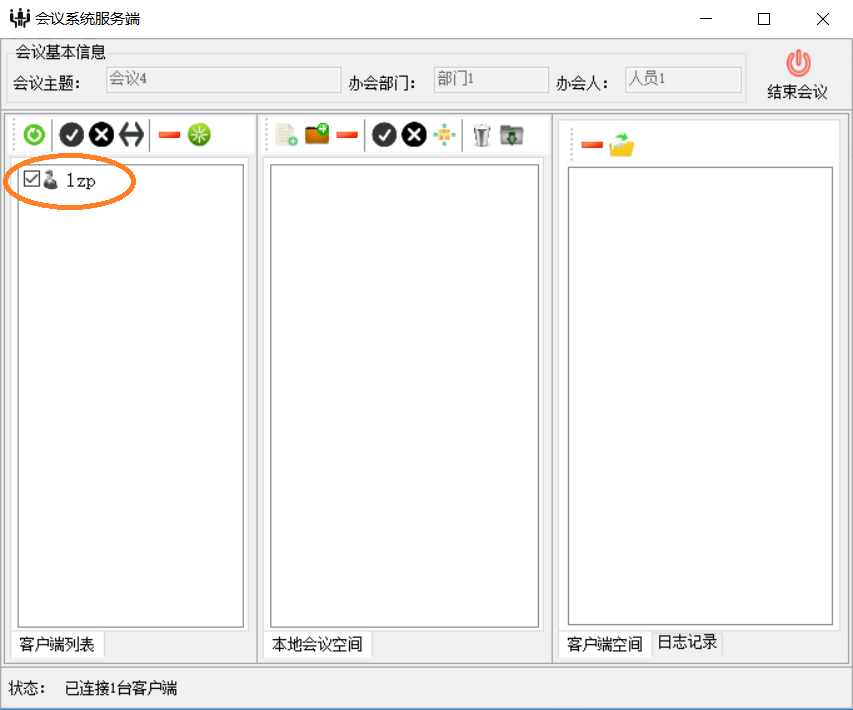 会议系统服务端
会议基本信息
会议主题： 会议4 办会部门： 部门1 办会人： 人员1
结束会议
lzp
客户端列表
本地会议空间
客户端空间 日志记录
状态： 已连接1台客户端